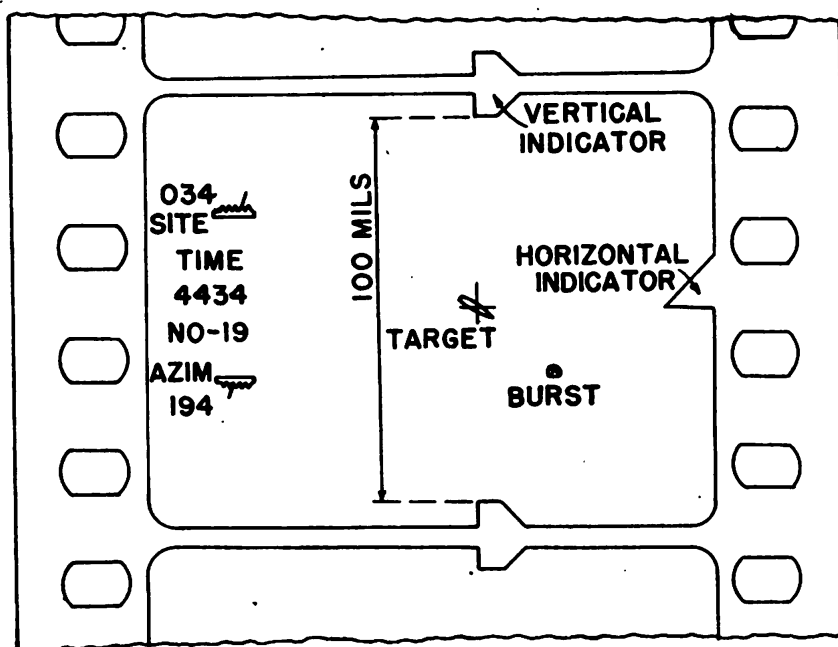 VERTICAL
INDICATOR
034
SITE
100 MILS
TIME
4434
HORIZONTAL
INDICATOR
NO-19
TARGET
AZIM
194
BURST